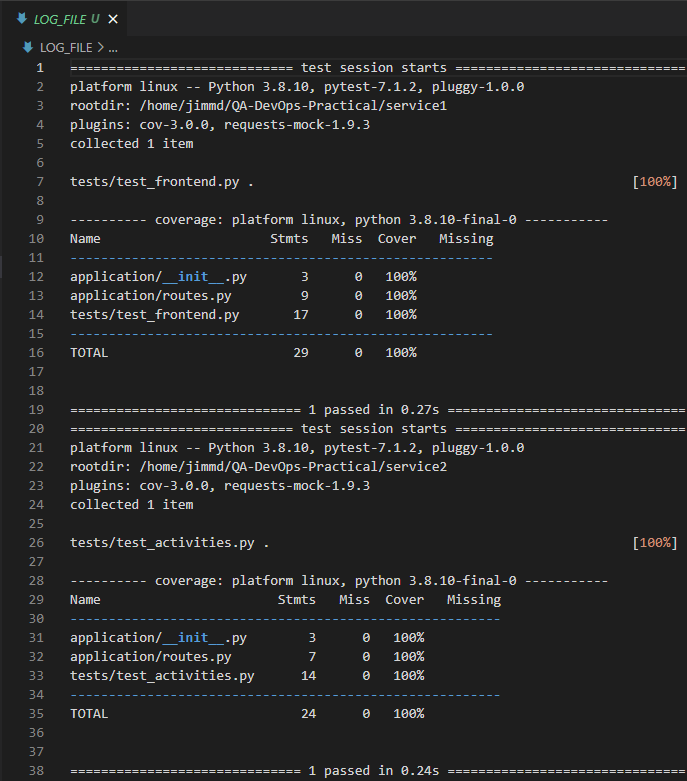 LOG_FILE U ×
LOG_FILE > ...
1 ============================= test session starts ==============================
2 platform linux -- Python 3.8.10, pytest-7.1.2, pluggy-1.0.0
3 rootdir: /home/jimmd/QA-DevOps-Practical/service1
4 plugins: cov-3.0.0, requests-mock-1.9.3
5 collected 1 item
6
7 tests/test_frontend.py . [100%]
8
9 ---------- coverage: platform linux, python 3.8.10-final-0 -----------
10 Name Stmts Miss Cover Missing
11 -------------------------------------------------------
12 application/__init__.py 3 0 100%
13 application/routes.py 9 0 100%
14 tests/test_frontend.py 17 0 100%
15 -------------------------------------------------------
16 TOTAL 29 0 100%
17
18
19 ============================== 1 passed in 0.27s ===============================
20 ============================= test session starts ==============================
21 platform linux -- Python 3.8.10, pytest-7.1.2, pluggy-1.0.0
22 rootdir: /home/jimmd/QA-DevOps-Practical/service2
23 plugins: cov-3.0.0, requests-mock-1.9.3
24 collected 1 item
25
26 tests/test_activities.py . [100%]
27
28 ---------- coverage: platform linux, python 3.8.10-final-0 -----------
29 Name Stmts Miss Cover Missing
30 --------------------------------------------------------
31 application/__init__.py 3 0 100%
32 application/routes.py 7 0 100%
33 tests/test_activities.py 14 0 100%
34 --------------------------------------------------------
35 TOTAL 24 0 100%
36
37
38 ============================== 1 passed in 0.24s ===============================